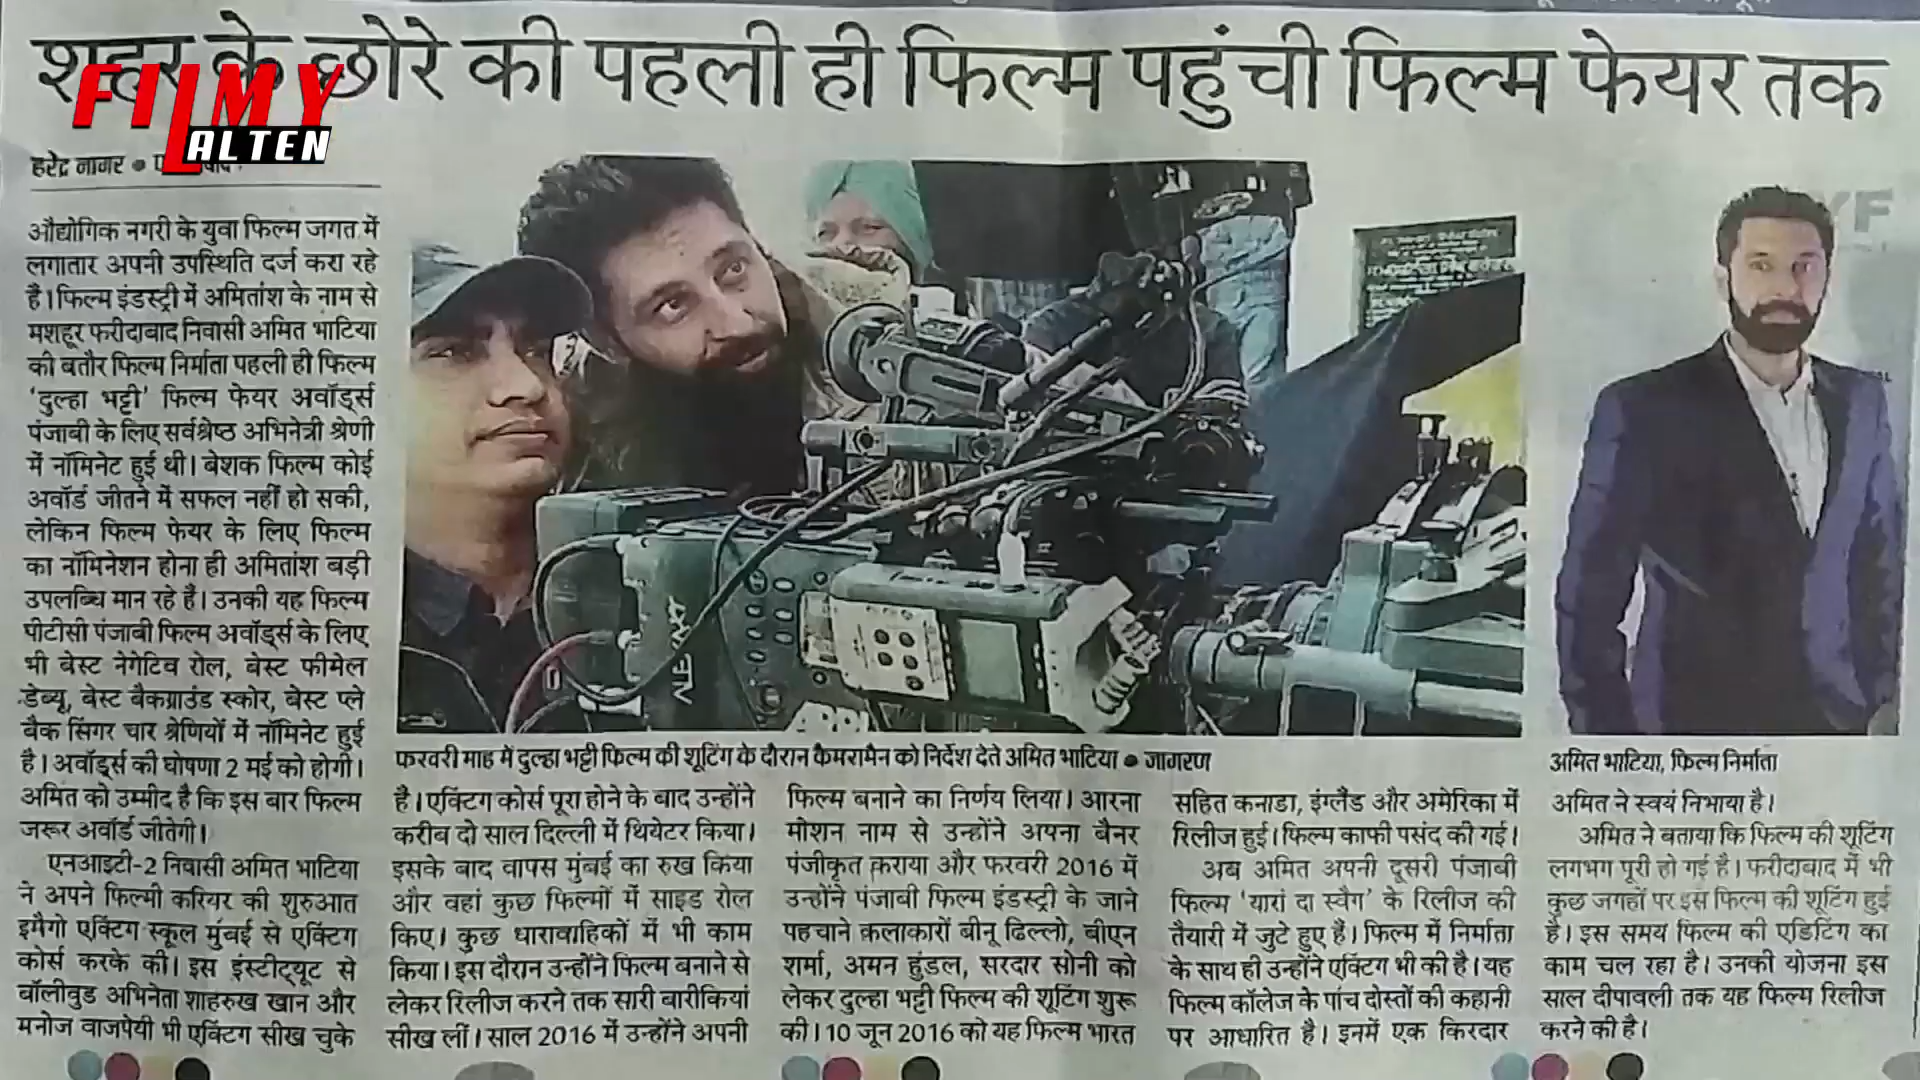 शहर के छोरे की पहली ही फिल्म पहुंची फिल्म फेयर तक
FILMY
ALTEN
हरेंद्र नागर ●
औद्योगिक नगरी के युवा फिल्म जगत में
लगातार अपनी उपस्थिति दर्ज करा रहे
है। फिल्म इंडस्ट्री में अमितांश के नाम से
मशहूर फरीदाबाद निवासी अमित भाटिया
की बतौर फिल्म निर्माता पहली ही फिल्म
‘दुल्हा भट्टी’ फिल्म फेयर अवॉर्ड्स
पंजाबी के लिए सर्वश्रेष्ठ अभिनेत्री श्रेणी
में नॉमिनेट हुई थी। बेशक फिल्म कोई
अवॉर्ड जीतने में सफल नहीं हो सकी,
लेकिन फिल्म फेयर के लिए फिल्म
का नॉमिनेशन होना ही अमितांश बड़ी
उपलब्धि मान रहे हैं। उनकी यह फिल्म
पीटीसी पंजाबी फिल्म अवॉर्ड्स के लिए
भी बेस्ट नेगेटिव रोल, बेस्ट फीमेल
डेब्यू, बेस्ट बैकग्राउंड स्कोर, बेस्ट प्ले
बैक सिंगर चार श्रेणियों में नॉमिनेट हुई
है। अवॉर्ड्स की घोषणा 2 मई को होगी।
अमित को उम्मीद है कि इस बार फिल्म
जरूर अवॉर्ड जीतेगी।
एनआइटी-2 निवासी अमित भाटिया
ने अपने फिल्मी करियर की शुरुआत
इमैगो एक्टिंग स्कूल मुंबई से एक्टिंग
कोर्स करके की। इस इंस्टीट्यूट से
बॉलीवुड अभिनेता शाहरुख खान और
मनोज वाजपेयी भी एक्टिंग सीख चुके
फरवरी माह में दुल्हा भट्टी फिल्म की शूटिंग के दौरान कैमरामैन को निर्देश देते अमित भाटिया ● जागरण
है। एक्टिंग कोर्स पूरा होने के बाद उन्होंने
करीब दो साल दिल्ली में थियेटर किया।
इसके बाद वापस मुंबई का रुख किया
और वहां कुछ फिल्मों में साइड रोल
किए। कुछ धारावाहिकों में भी काम
किया। इस दौरान उन्होंने फिल्म बनाने से
लेकर रिलीज करने तक सारी बारीकियां
सीख लीं। साल 2016 में उन्होंने अपनी
फिल्म बनाने का निर्णय लिया। आरना
मोशन नाम से उन्होंने अपना बैनर
पंजीकृत कराया और फरवरी 2016 में
उन्होंने पंजाबी फिल्म इंडस्ट्री के जाने
पहचाने कलाकारों बीनू ढिल्लो, बीएन
शर्मा, अमन हुंडल, सरदार सोनी को
लेकर दुल्हा भट्टी फिल्म की शूटिंग शुरू
की। 10 जून 2016 को यह फिल्म भारत
सहित कनाडा, इंग्लैंड और अमेरिका में
रिलीज हुई। फिल्म काफी पसंद की गई।
अब अमित अपनी दूसरी पंजाबी
फिल्म ‘यारां दा स्वैग’ के रिलीज की
तैयारी में जुटे हुए हैं। फिल्म में निर्माता
के साथ ही उन्होंने एक्टिंग भी की है। यह
फिल्म कॉलेज के पांच दोस्तों की कहानी
पर आधारित है। इनमें एक किरदार
अमित भाटिया, फिल्म निर्माता
अमित ने स्वयं निभाया है।
अमित ने बताया कि फिल्म की शूटिंग
लगभग पूरी हो गई है। फरीदाबाद में भी
कुछ जगहों पर इस फिल्म की शूटिंग हुई
है। इस समय फिल्म की एडिटिंग का
काम चल रहा है। उनकी योजना इस
साल दीपावली तक यह फिल्म रिलीज
करने की है।